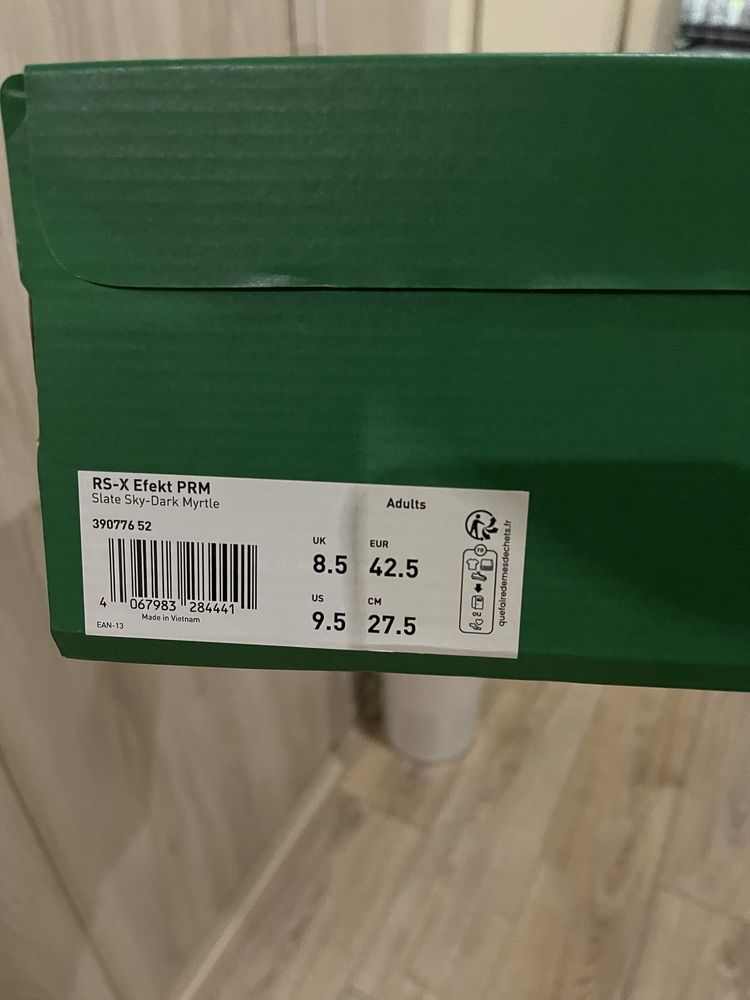 RS-X Efekt PRM
Slate Sky-Dark Myrtle
Adults
390776 52
UK
8.5
EUR
42.5
US
9.5
CM
27.5
4 067983 284441
Made in Vietnam
EAN-13
FR
quefairedemesdechets.fr